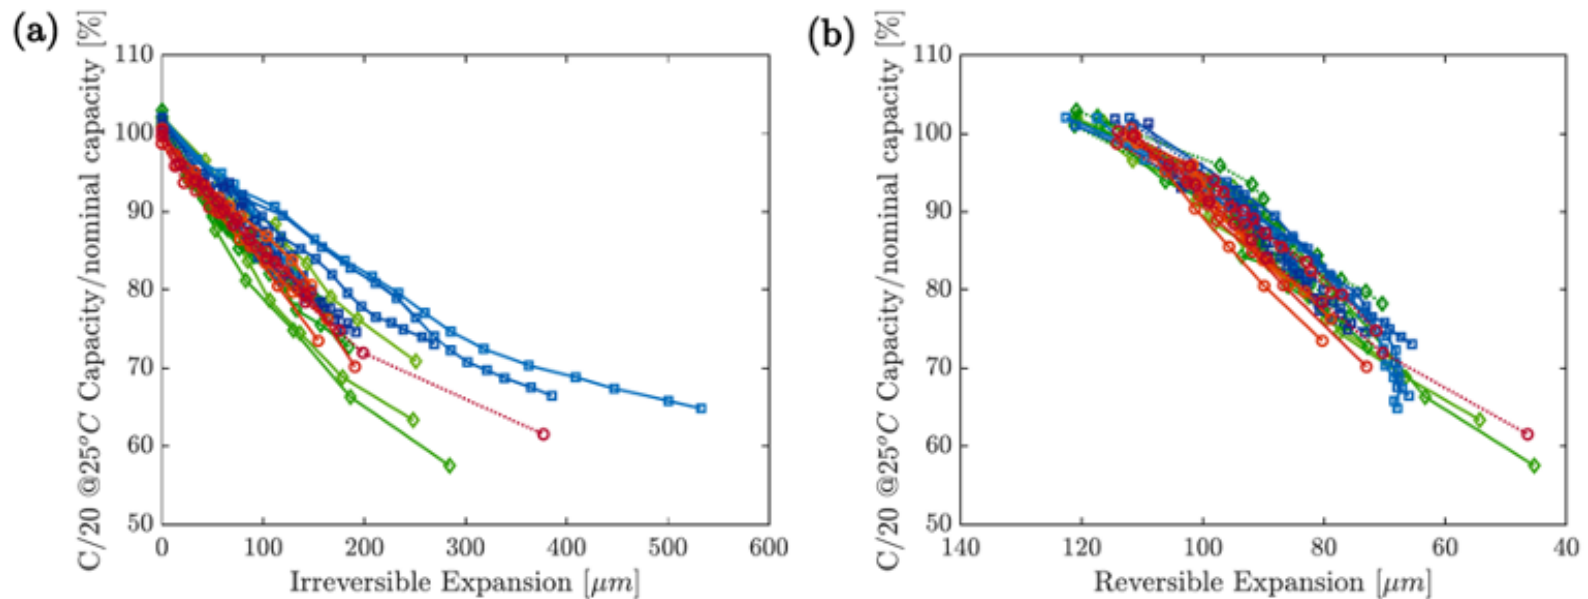 (a)
C/20 @25°C Capacity/nominal capacity [%]
110
100
90
80
70
60
50
0 100 200 300 400 500 600
Irreversible Expansion [μm]
(b)
C/20 @25°C Capacity/nominal capacity [%]
110
100
90
80
70
60
50
140 120 100 80 60 40
Reversible Expansion [μm]